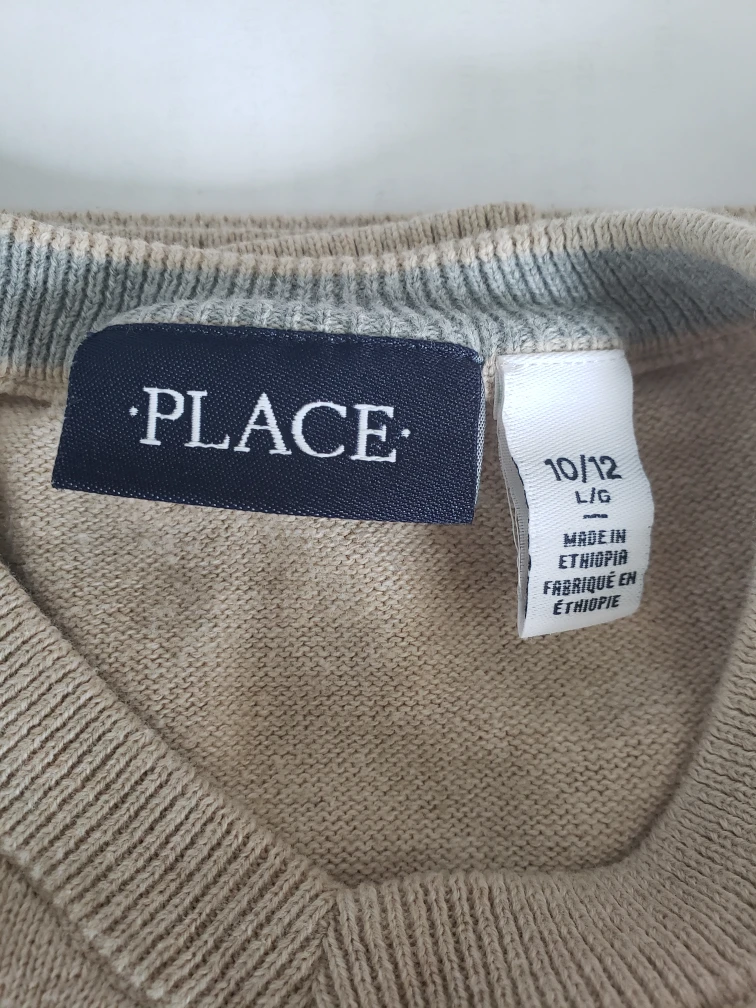 ·PLACE·
10/12
L/G
MADE IN
ETHIOPIA
FABRIQUÉ EN
ÉTHIOPIE